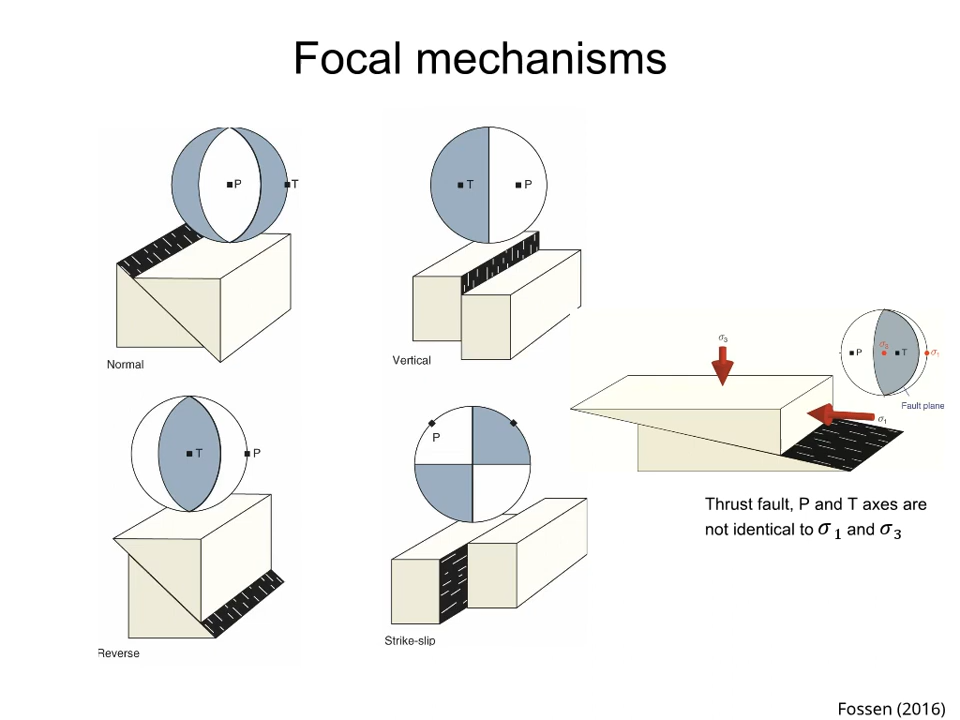 Focal mechanisms
P
T
T
P
Normal
Vertical
σ3
P
σ3
T
σ1
Fault plane
σ1
T
P
P
Thrust fault, P and T axes are
not identical to σ1 and σ3
Strike-slip
Reverse
Fossen (2016)